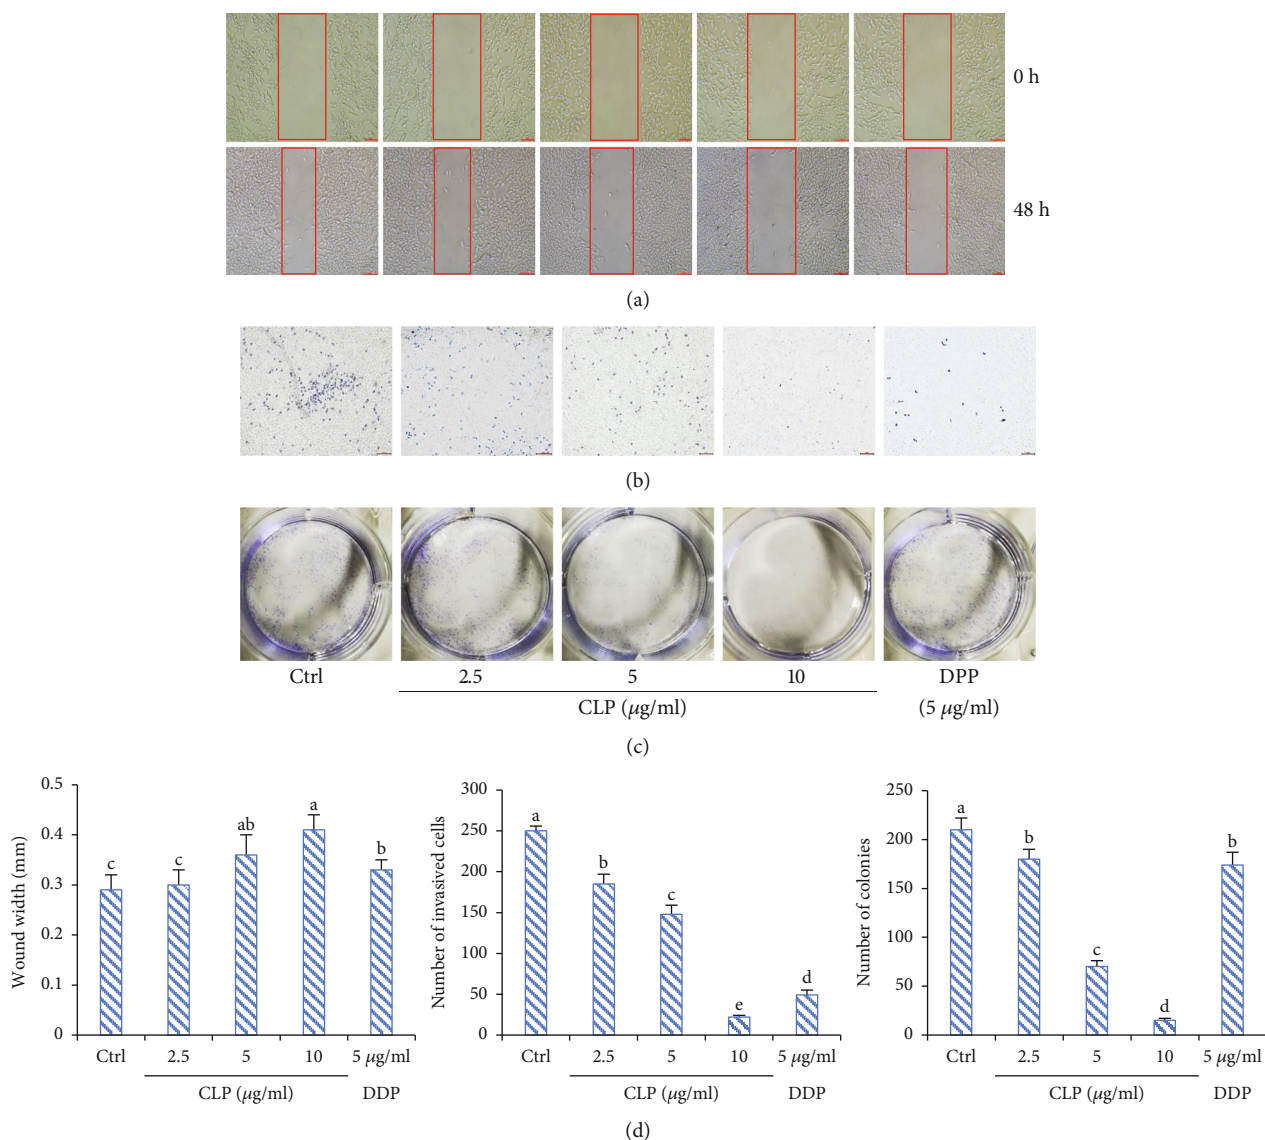 0 h
48 h
(a)
(b)
Ctrl 2.5 5 10 DPP
CLP (μg/ml) (5 μg/ml)
(c)
Wound width (mm)
0.5
0.4
0.3
0.2
0.1
0
c c ab a b
Ctrl 2.5 5 10 5 μg/ml
CLP (μg/ml) DDP
Number of invasived cells
300
250
200
150
100
50
0
a b c e d
Ctrl 2.5 5 10 5 μg/ml
CLP (μg/ml) DDP
Number of colonies
250
200
150
100
50
0
a b c d b
Ctrl 2.5 5 10 5 μg/ml
CLP (μg/ml) DDP
(d)